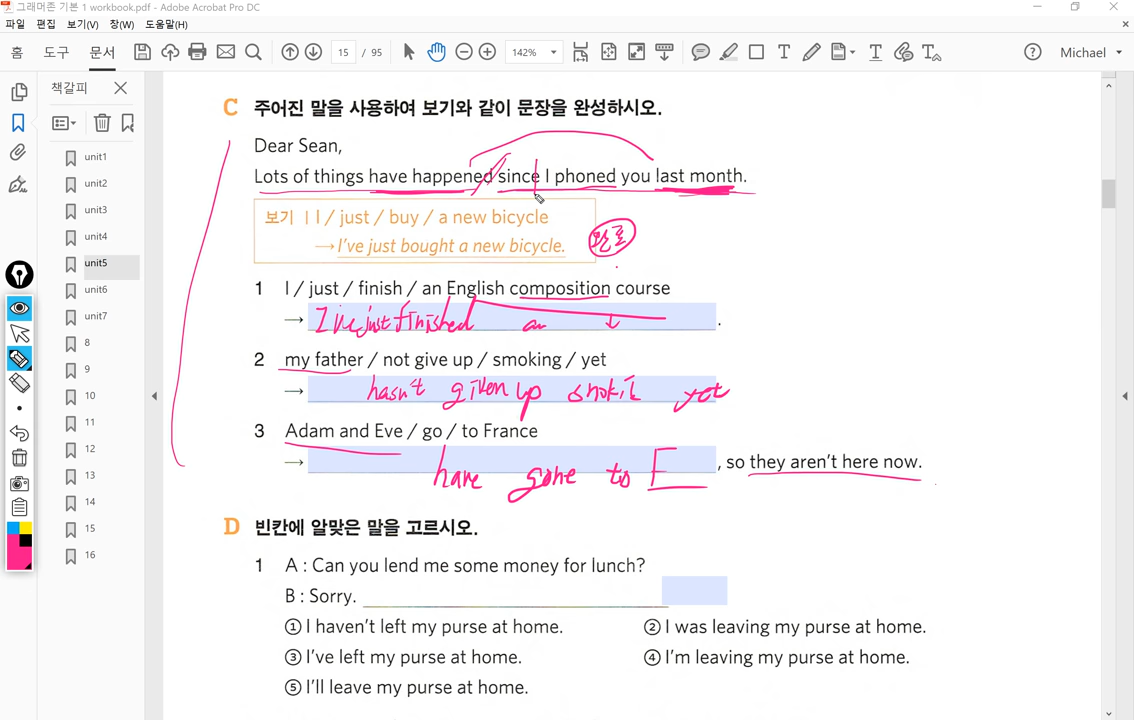 그래머존 기본 1 workbook.pdf - Adobe Acrobat Pro DC
파일 편집 보기(V) 창(W) 도움말(H)
홈 도구 문서 15 / 95 142% Michael
책갈피
unit1
unit2
unit3
unit4
unit5
unit6
unit7
8
9
10
11
12
13
14
15
16
C 주어진 말을 사용하여 보기와 같이 문장을 완성하시오.
Dear Sean,
Lots of things have happened since I phoned you last month.
보기 | I / just / buy / a new bicycle
→ I've just bought a new bicycle.
완료
1 I / just / finish / an English composition course
→ I've just finished an .
2 my father / not give up / smoking / yet
→ hasn't given up smokiь yet
3 Adam and Eve / go / to France
→ have gone to F , so they aren't here now.
D 빈칸에 알맞은 말을 고르시오.
1 A : Can you lend me some money for lunch?
B : Sorry.
① I haven't left my purse at home. ② I was leaving my purse at home.
③ I've left my purse at home. ④ I'm leaving my purse at home.
⑤ I'll leave my purse at home.